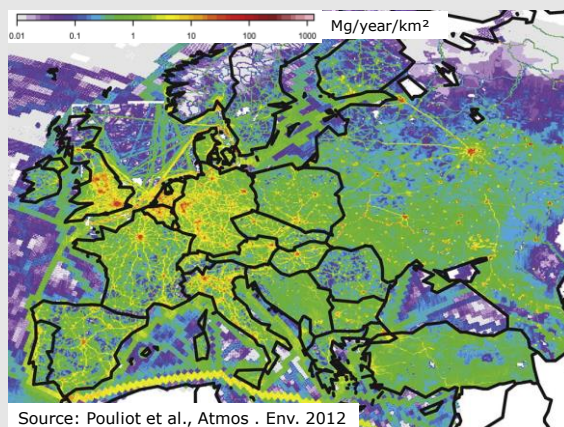 0.01 0.1 1 10 100 1000
Mg/year/km²
Source: Pouliot et al., Atmos . Env. 2012